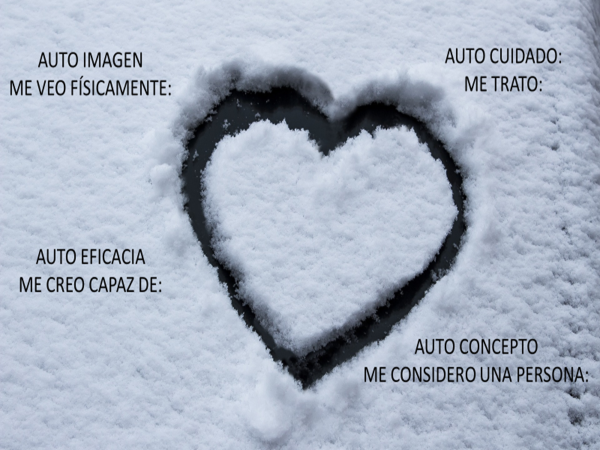 AUTO IMAGEN
ME VEO FÍSICAMENTE:
AUTO CUIDADO:
ME TRATO:
AUTO EFICACIA
ME CREO CAPAZ DE:
AUTO CONCEPTO
ME CONSIDERO UNA PERSONA: